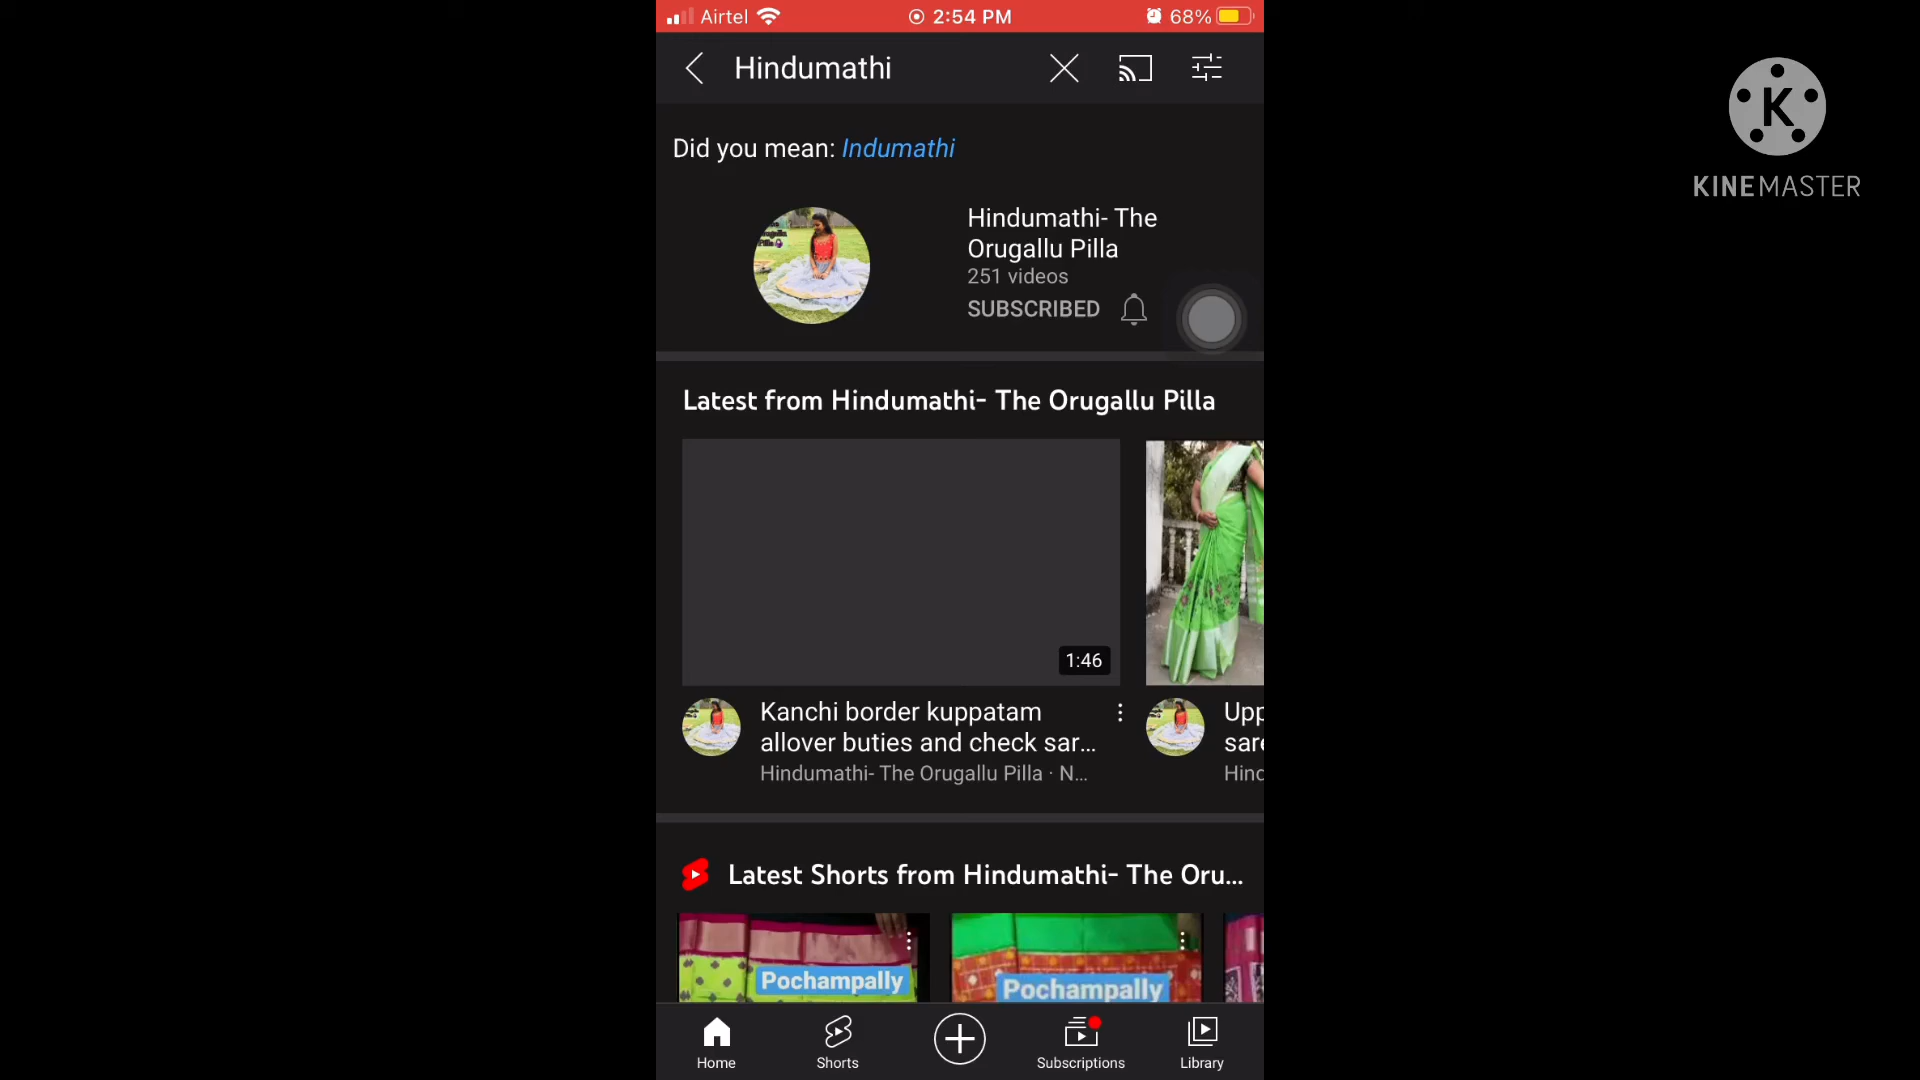 Airtel
2:54 PM
68%
Hindumathi
Did you mean: Indumathi
Hindumathi- The
Orugallu Pilla
251 videos
SUBSCRIBED
Latest from Hindumathi- The Orugallu Pilla
1:46
Kanchi border kuppatam
allover buties and check sar...
Hindumathi- The Orugallu Pilla · N...
Upp
sare
Hind
Latest Shorts from Hindumathi- The Oru...
Pochampally
Pochampally
Home
Shorts
Subscriptions
Library
K
KINEMASTER